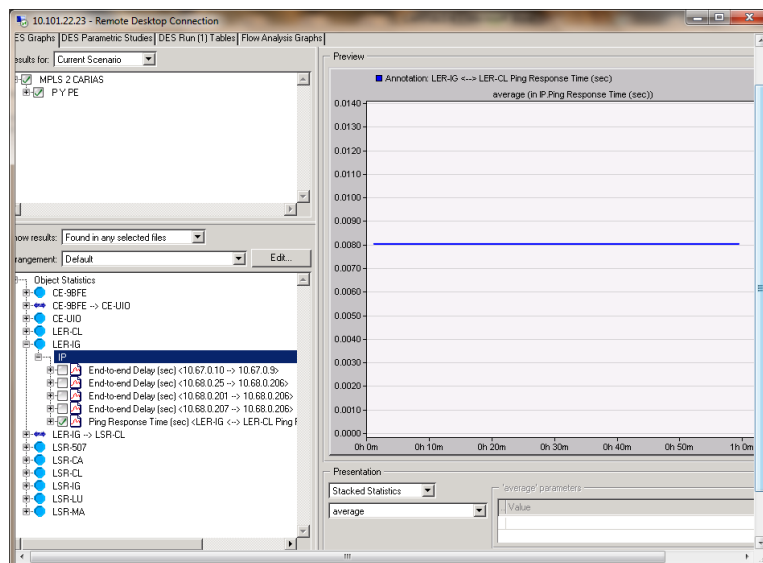 10.101.22.23 - Remote Desktop Connection
ES Graphs DES Parametric Studies DES Run (1) Tables Flow Analysis Graphs
esults for: Current Scenario
MPLS 2 CARIAS
P Y PE
ow results: Found in any selected files
rangement: Default Edit...
Object Statistics
CE-9BFE
CE-9BFE --> CE-UIO
CE-UIO
LER-CL
LER-IG
IP
End-to-end Delay (sec) <10.67.0.10 --> 10.67.0.9>
End-to-end Delay (sec) <10.68.0.25 --> 10.68.0.206>
End-to-end Delay (sec) <10.68.0.201 --> 10.68.0.206>
End-to-end Delay (sec) <10.68.0.207 --> 10.68.0.206>
Ping Response Time (sec) <LER-IG <--> LER-CL Ping F
LER-IG --> LSR-CL
LSR-507
LSR-CA
LSR-CL
LSR-IG
LSR-LU
LSR-MA
Preview
Annotation: LER-IG <--> LER-CL Ping Response Time (sec)
average (in IP.Ping Response Time (sec))
0.0140
0.0130
0.0120
0.0110
0.0100
0.0090
0.0080
0.0070
0.0060
0.0050
0.0040
0.0030
0.0020
0.0010
0.0000
0h 0m 0h 10m 0h 20m 0h 30m 0h 40m 0h 50m 1h 0m
Presentation
Stacked Statistics
average
'average' parameters
Value